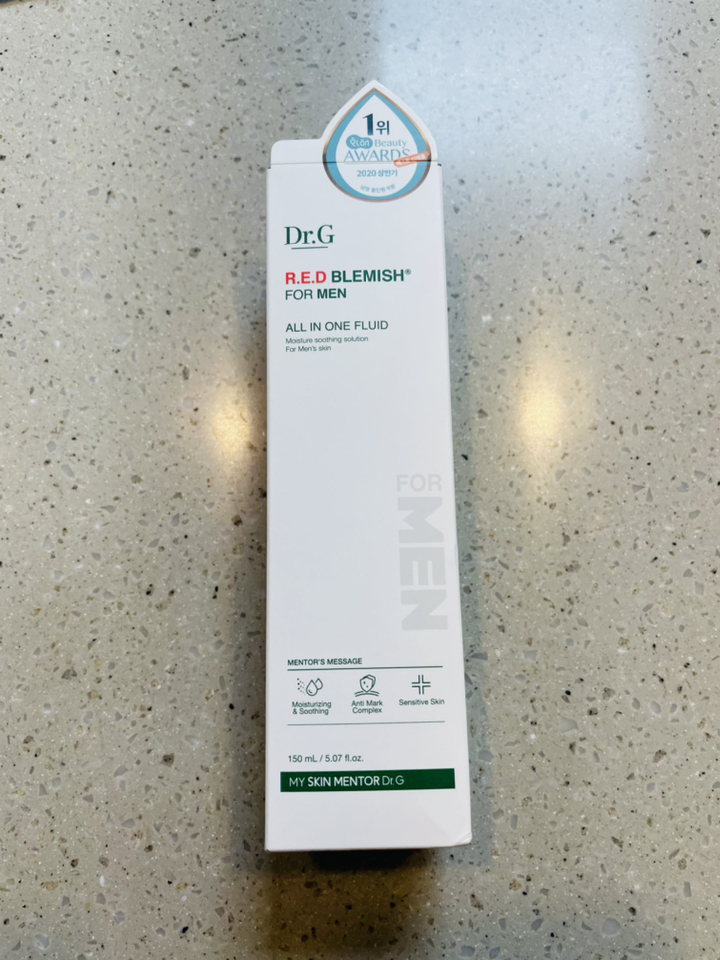 1위
Qlan Beauty
AWARDS
2020 상반기
Dr.G
R.E.D BLEMISH®
FOR MEN
ALL IN ONE FLUID
Moisture soothing solution
For Men's skin
FOR
MEN
MENTOR'S MESSAGE
Moisturizing
& Soothing
Anti Mark
Complex
Sensitive Skin
150 mL / 5.07 fl.oz.
MY SKIN MENTOR Dr.G